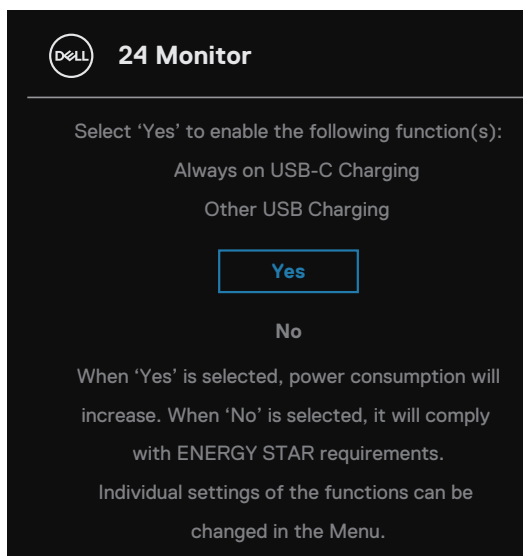 DELL
24 Monitor
Select ‘Yes’ to enable the following function(s):
Always on USB-C Charging
Other USB Charging
Yes
No
When ‘Yes’ is selected, power consumption will
increase. When ‘No’ is selected, it will comply
with ENERGY STAR requirements.
Individual settings of the functions can be
changed in the Menu.